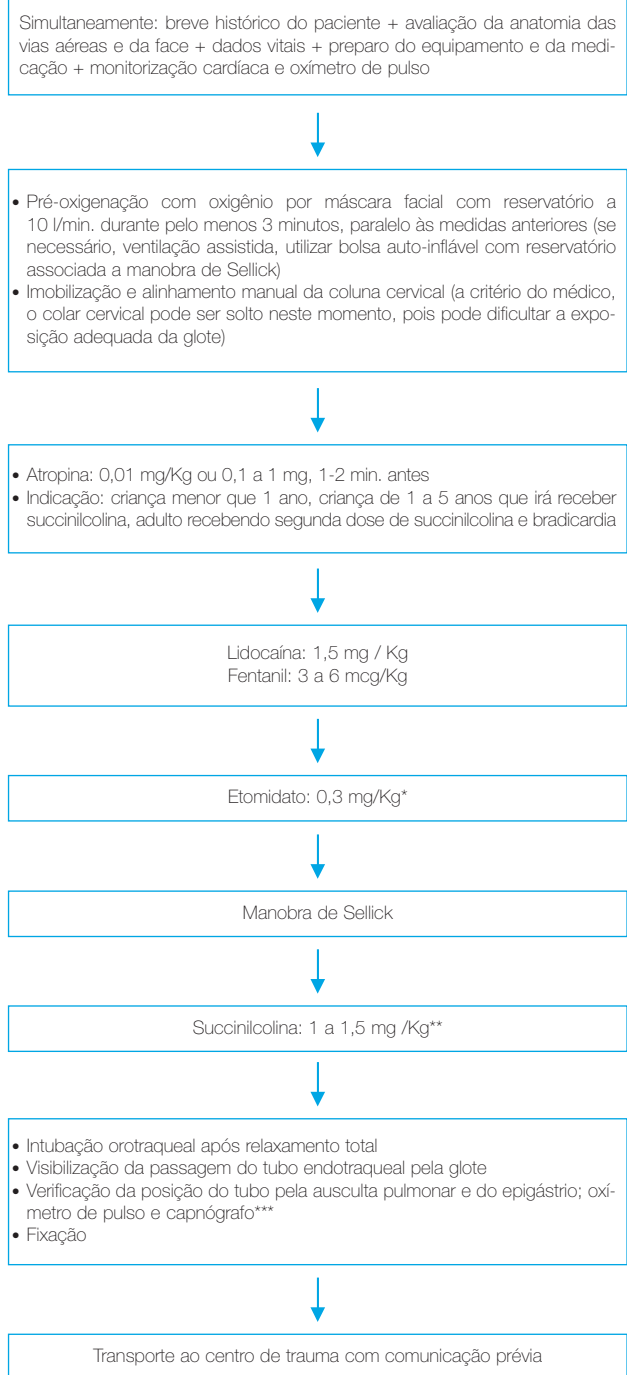 Simultaneamente: breve histórico do paciente + avaliação da anatomia das
vias aéreas e da face + dados vitais + preparo do equipamento e da medi-
cação + monitorização cardíaca e oxímetro de pulso
• Pré-oxigenação com oxigênio por máscara facial com reservatório a
10 l/min. durante pelo menos 3 minutos, paralelo às medidas anteriores (se
necessário, ventilação assistida, utilizar bolsa auto-inflável com reservatório
associada a manobra de Sellick)
• Imobilização e alinhamento manual da coluna cervical (a critério do médico,
o colar cervical pode ser solto neste momento, pois pode dificultar a expo-
sição adequada da glote)
• Atropina: 0,01 mg/Kg ou 0,1 a 1 mg, 1-2 min. antes
• Indicação: criança menor que 1 ano, criança de 1 a 5 anos que irá receber
succinilcolina, adulto recebendo segunda dose de succinilcolina e bradicardia
Lidocaína: 1,5 mg / Kg
Fentanil: 3 a 6 mcg/Kg
Etomidato: 0,3 mg/Kg*
Manobra de Sellick
Succinilcolina: 1 a 1,5 mg /Kg**
• Intubação orotraqueal após relaxamento total
• Visibilização da passagem do tubo endotraqueal pela glote
• Verificação da posição do tubo pela ausculta pulmonar e do epigástrio; oxí-
metro de pulso e capnógrafo***
• Fixação
Transporte ao centro de trauma com comunicação prévia